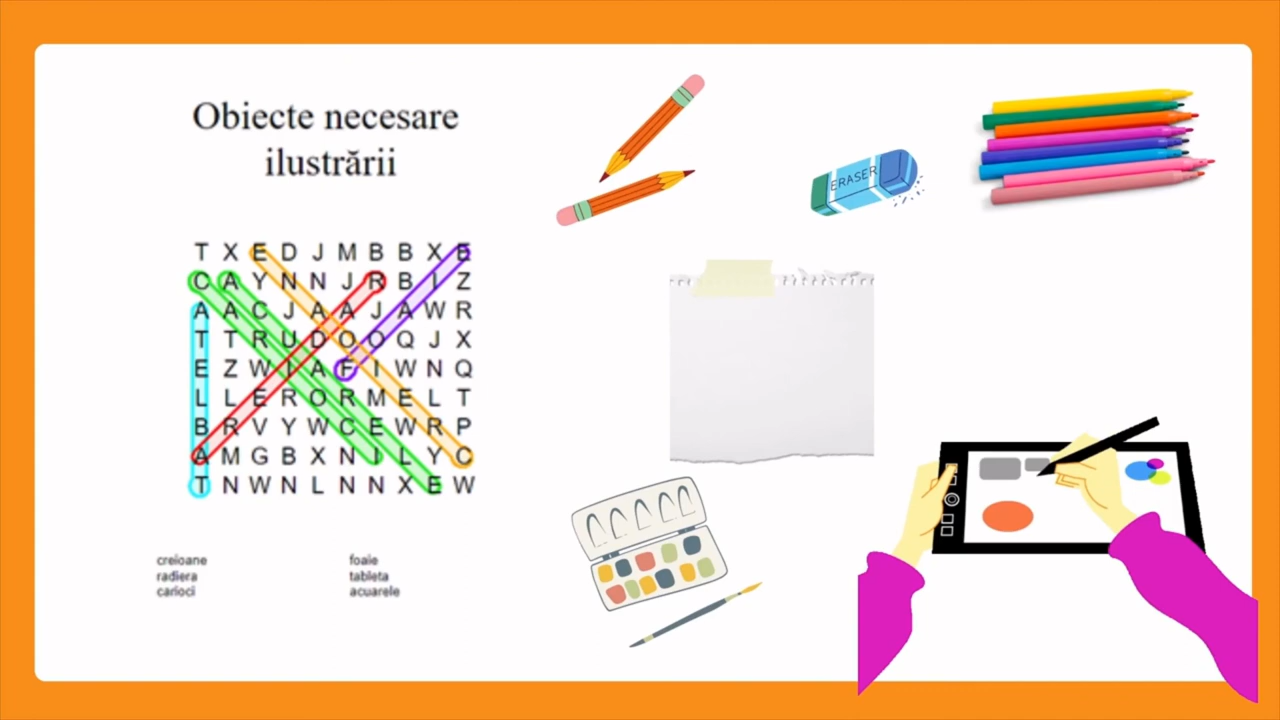 Obiecte necesare
ilustrării
T X E D J M B B X E
C A Y N N J R B I Z
A A C J A A J A W R
T T R U D O O Q J X
E Z W I A F I W N Q
L L E R O R M E L T
B R V Y W C E W R P
A M G B X N I L Y C
T N W N L N N X E W
creioane
radiera
carioci
foaie
tableta
acuarele
ERASER